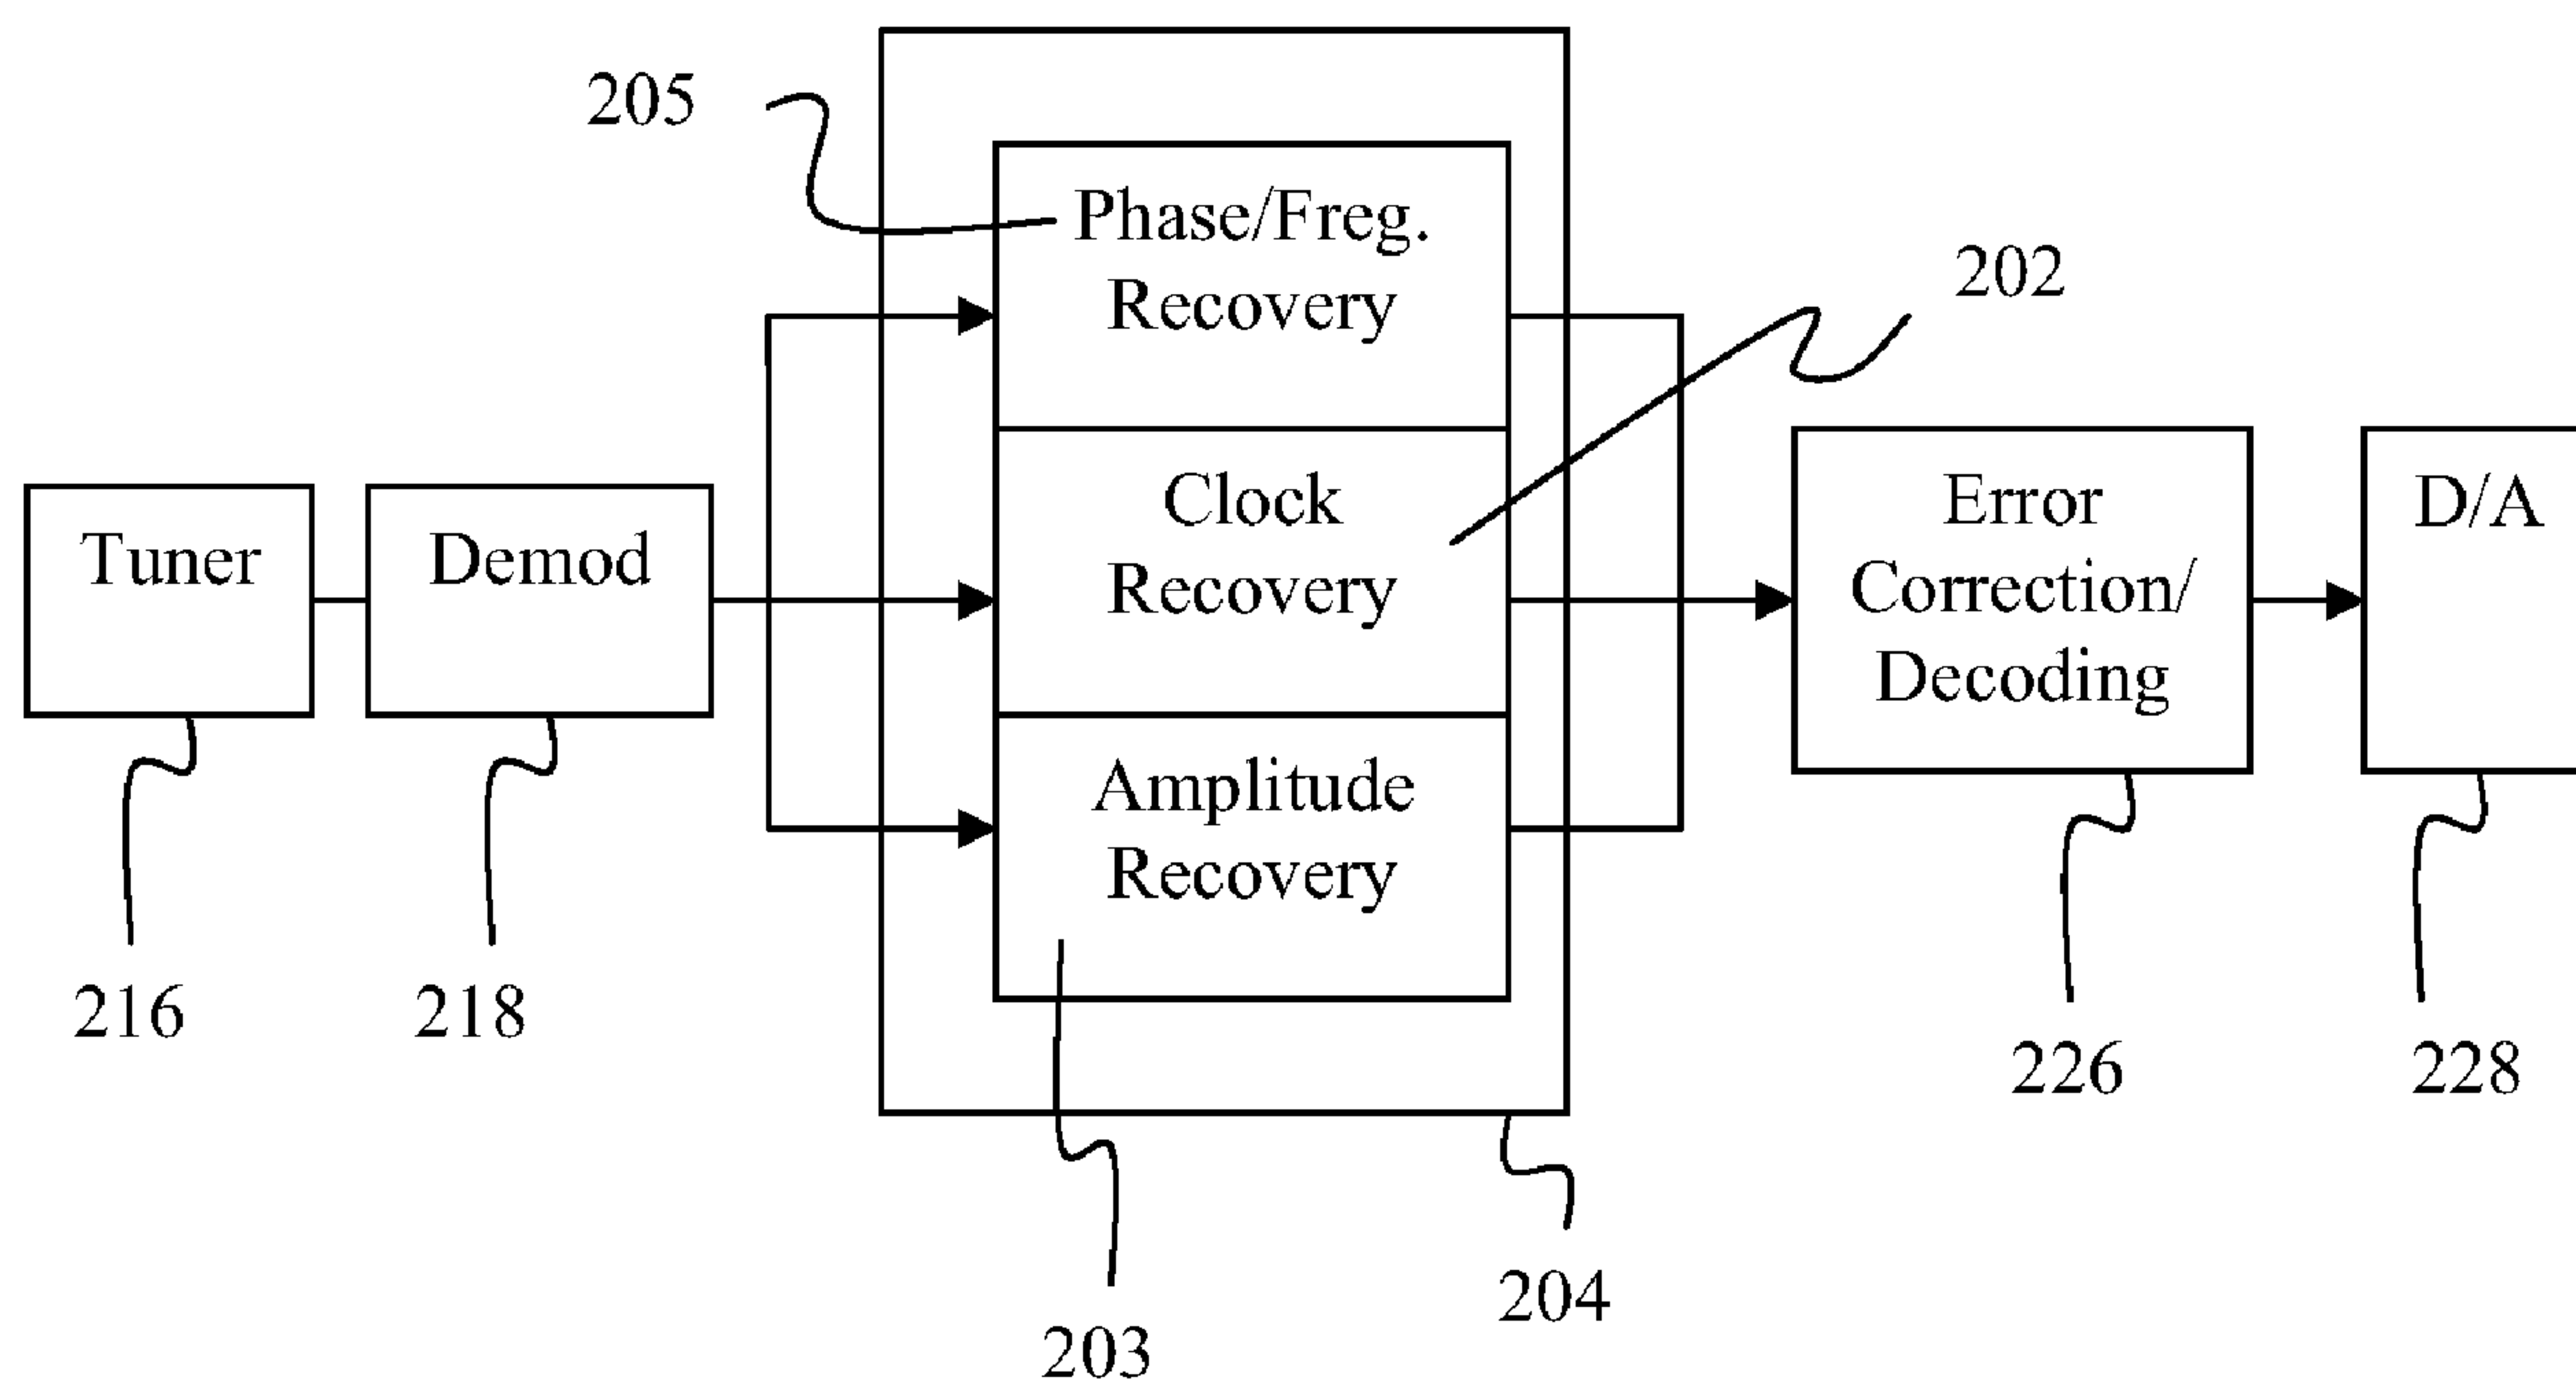 205
Phase/Freg.
Recovery
202
Clock
Recovery
Error
Correction/
Decoding
D/A
Tuner
Demod
Amplitude
Recovery
216
218
226
228
204
203